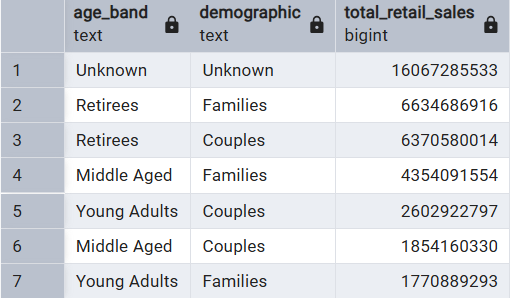 age_band demographic total_retail_sales
text text bigint
1 Unknown Unknown 16067285533
2 Retirees Families 6634686916
3 Retirees Couples 6370580014
4 Middle Aged Families 4354091554
5 Young Adults Couples 2602922797
6 Middle Aged Couples 1854160330
7 Young Adults Families 1770889293